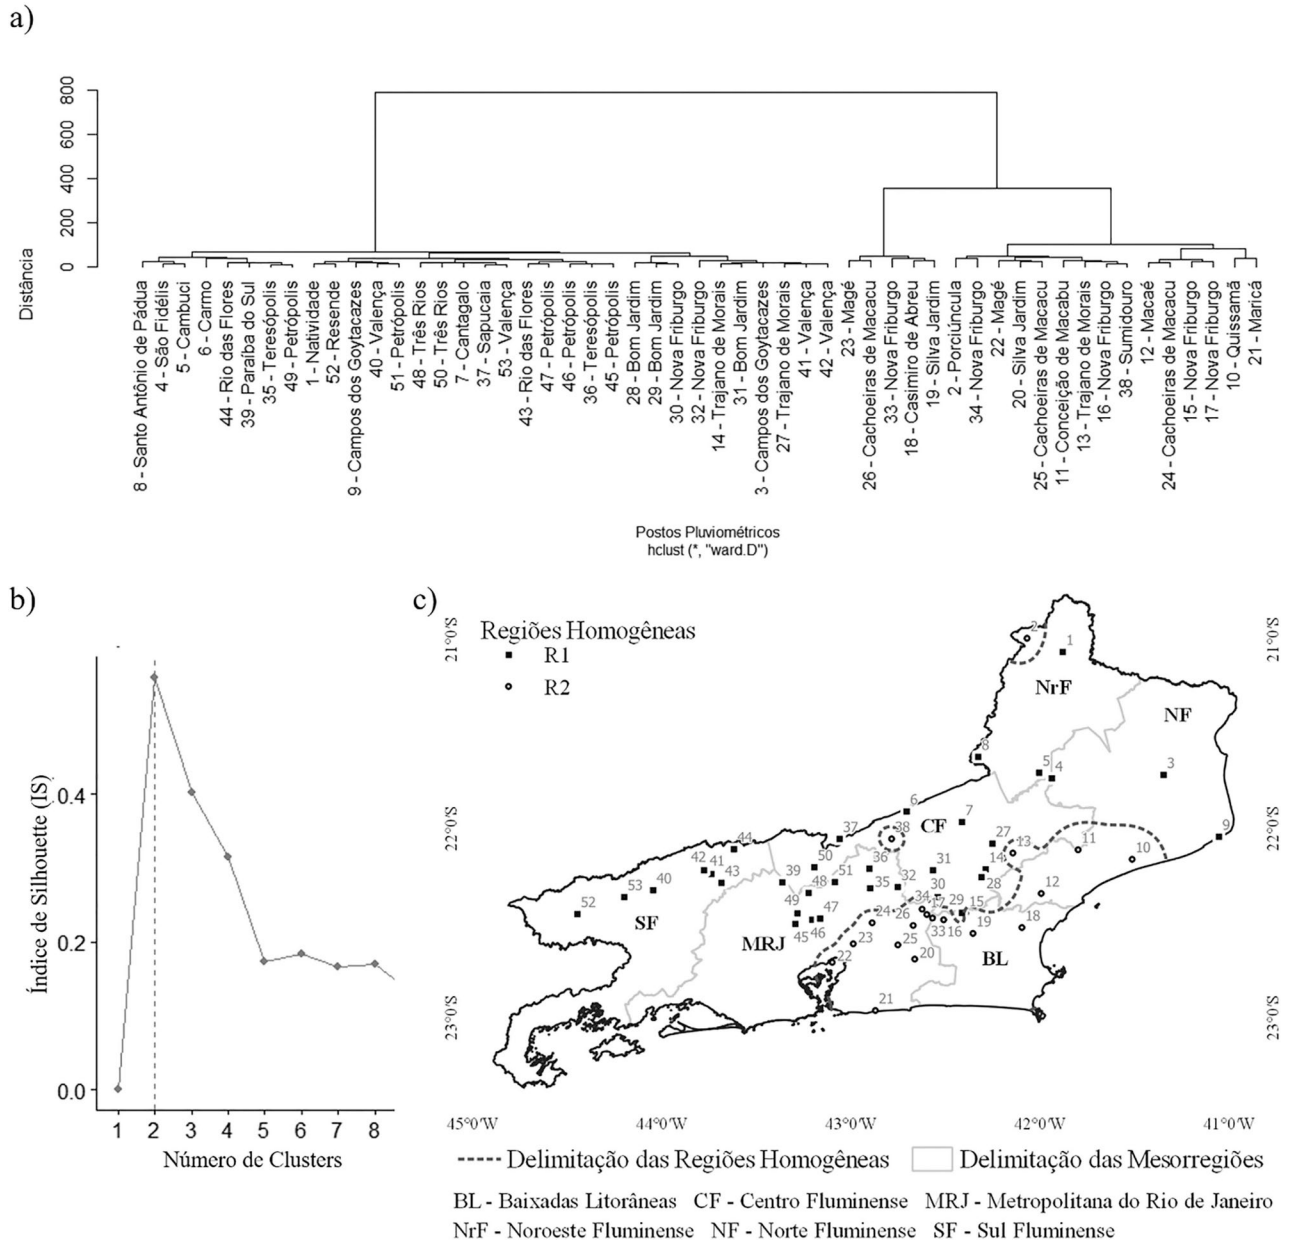 a)
800
600
400
200
0
Distância
8 - Santo Antônio de Pádua
4 - São Fidélis
5 - Cambuci
6 - Carmo
44 - Rio das Flores
39 - Paraíba do Sul
35 - Teresópolis
49 - Petrópolis
1 - Natividade
52 - Resende
9 - Campos dos Goytacazes
40 - Valença
51 - Petrópolis
48 - Três Rios
50 - Três Rios
7 - Cantagalo
37 - Sapucaia
53 - Valença
43 - Rio das Flores
47 - Petrópolis
46 - Petrópolis
36 - Teresópolis
45 - Petrópolis
28 - Bom Jardim
29 - Bom Jardim
30 - Nova Friburgo
32 - Nova Friburgo
14 - Trajano de Morais
31 - Bom Jardim
3 - Campos dos Goytacazes
27 - Trajano de Morais
41 - Valença
42 - Valença
23 - Magé
26 - Cachoeiras de Macacu
33 - Nova Friburgo
18 - Casimiro de Abreu
19 - Silva Jardim
2 - Porciúncula
34 - Nova Friburgo
22 - Magé
20 - Silva Jardim
25 - Cachoeiras de Macacu
11 - Conceição de Macabu
13 - Trajano de Morais
16 - Nova Friburgo
38 - Sumidouro
12 - Macaé
24 - Cachoeiras de Macacu
15 - Nova Friburgo
17 - Nova Friburgo
10 - Quissamã
21 - Maricá
Postos Pluviométricos
hclust (*, "ward.D")
b)
Índice de Silhouette (IS)
0.4
0.2
0.0
1 2 3 4 5 6 7 8
Número de Clusters
c)
Regiões Homogêneas
R1
R2
21°0'S
22°0'S
23°0'S
21°0'S
22°0'S
23°0'S
2
1
NrF
NF
8
5
4
3
6
7
CF
9
37
38
27
13
11
10
44
42
41
43
50
39
36
31
14
53
40
48
51
35
32
28
12
52
30
29
49
47
34
17
15
18
SF
45
46
24
26
33
16
19
MRJ
23
25
20
BL
22
21
45°0'W 44°0'W 43°0'W 42°0'W 41°0'W
Delimitação das Regiões Homogêneas Delimitação das Mesorregiões
BL - Baixadas Litorâneas CF - Centro Fluminense MRJ - Metropolitana do Rio de Janeiro
NrF - Noroeste Fluminense NF - Norte Fluminense SF - Sul Fluminense